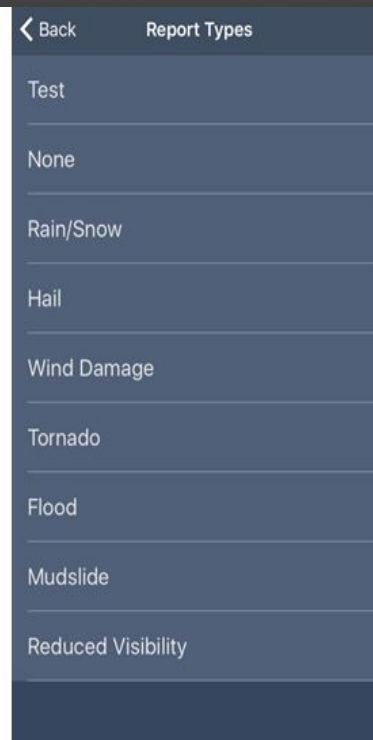 Back Report Types
Test
None
Rain/Snow
Hail
Wind Damage
Tornado
Flood
Mudslide
Reduced Visibility